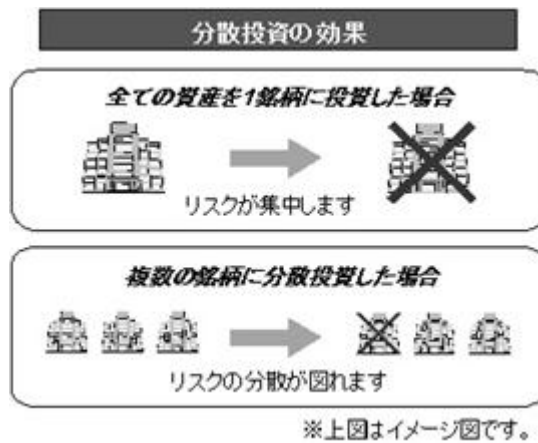 分散投資の効果
全ての資産を1銘柄に投資した場合
リスクが集中します
複数の銘柄に分散投資した場合
リスクの分散が図れます
※上図はイメージ図です。